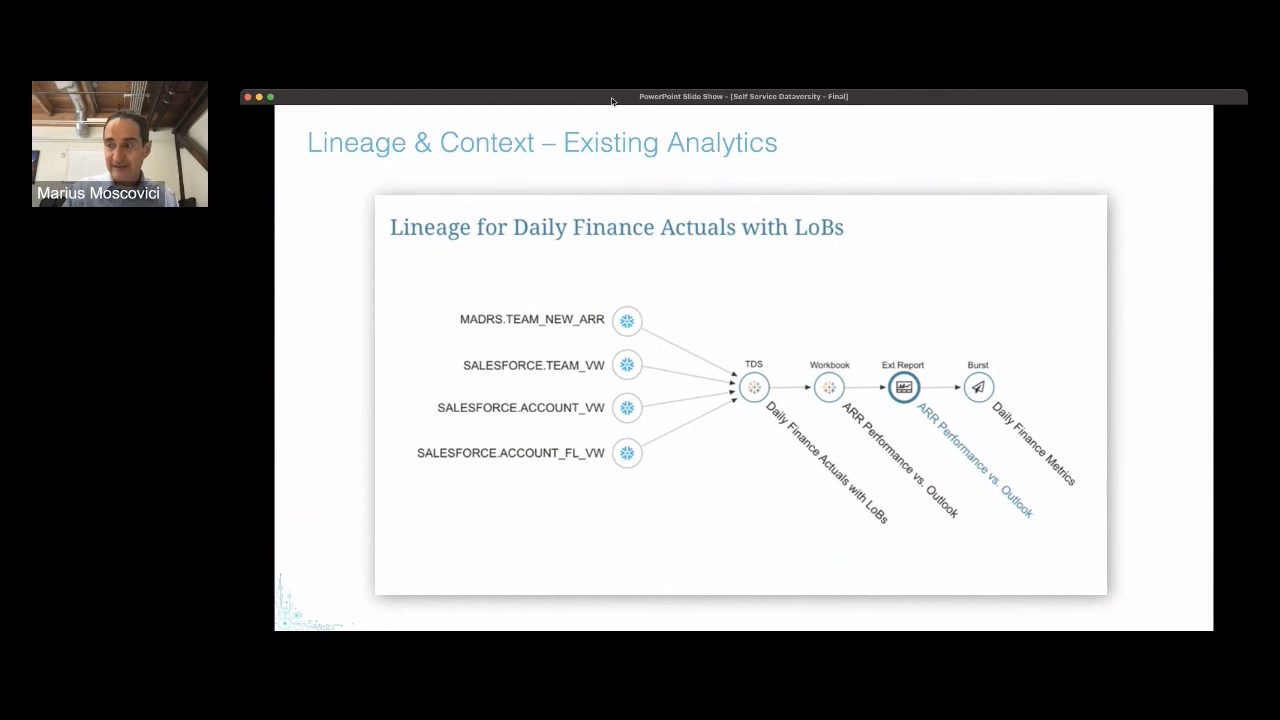 PowerPoint Slide Show - [Self Service Dataversity - Final]
Marius Moscovici
Lineage & Context – Existing Analytics
Lineage for Daily Finance Actuals with LoBs
MADRS.TEAM_NEW_ARR
SALESFORCE.TEAM_VW
SALESFORCE.ACCOUNT_VW
SALESFORCE.ACCOUNT_FL_VW
TDS
Workbook
Ext Report
Burst
Daily Finance Actuals with LoBs
ARR Performance vs. Outlook
ARR Performance vs. Outlook
Daily Finance Metrics